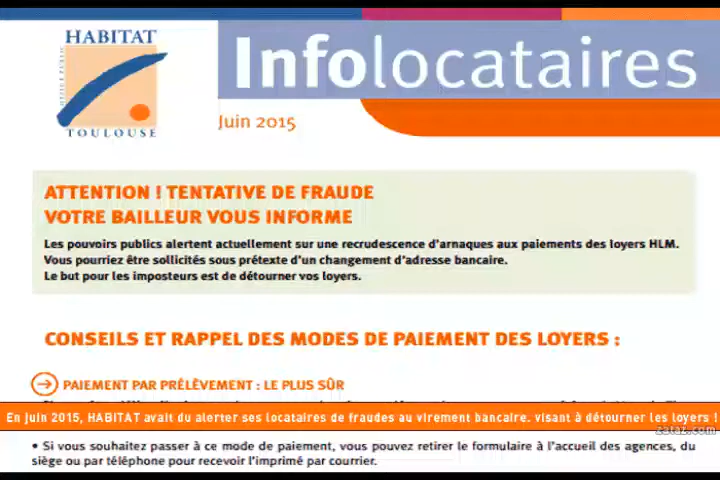 HABITAT
OFFICE PUBLIC
TOULOUSE
Infolocataires
Juin 2015
ATTENTION ! TENTATIVE DE FRAUDE
VOTRE BAILLEUR VOUS INFORME
Les pouvoirs publics alertent actuellement sur une recrudescence d'arnaques aux paiements des loyers HLM.
Vous pourriez être sollicités sous prétexte d'un changement d'adresse bancaire.
Le but pour les imposteurs est de détourner vos loyers.
CONSEILS ET RAPPEL DES MODES DE PAIEMENT DES LOYERS :
PAIEMENT PAR PRÉLÈVEMENT : LE PLUS SÛR
En juin 2015, HABITAT avait du alerter ses locataires de fraudes au virement bancaire. visant à détourner les loyers !
zataz.com
• Si vous souhaitez passer à ce mode de paiement, vous pouvez retirer le formulaire à l'accueil des agences, du
siège ou par téléphone pour recevoir l'imprimé par courrier.